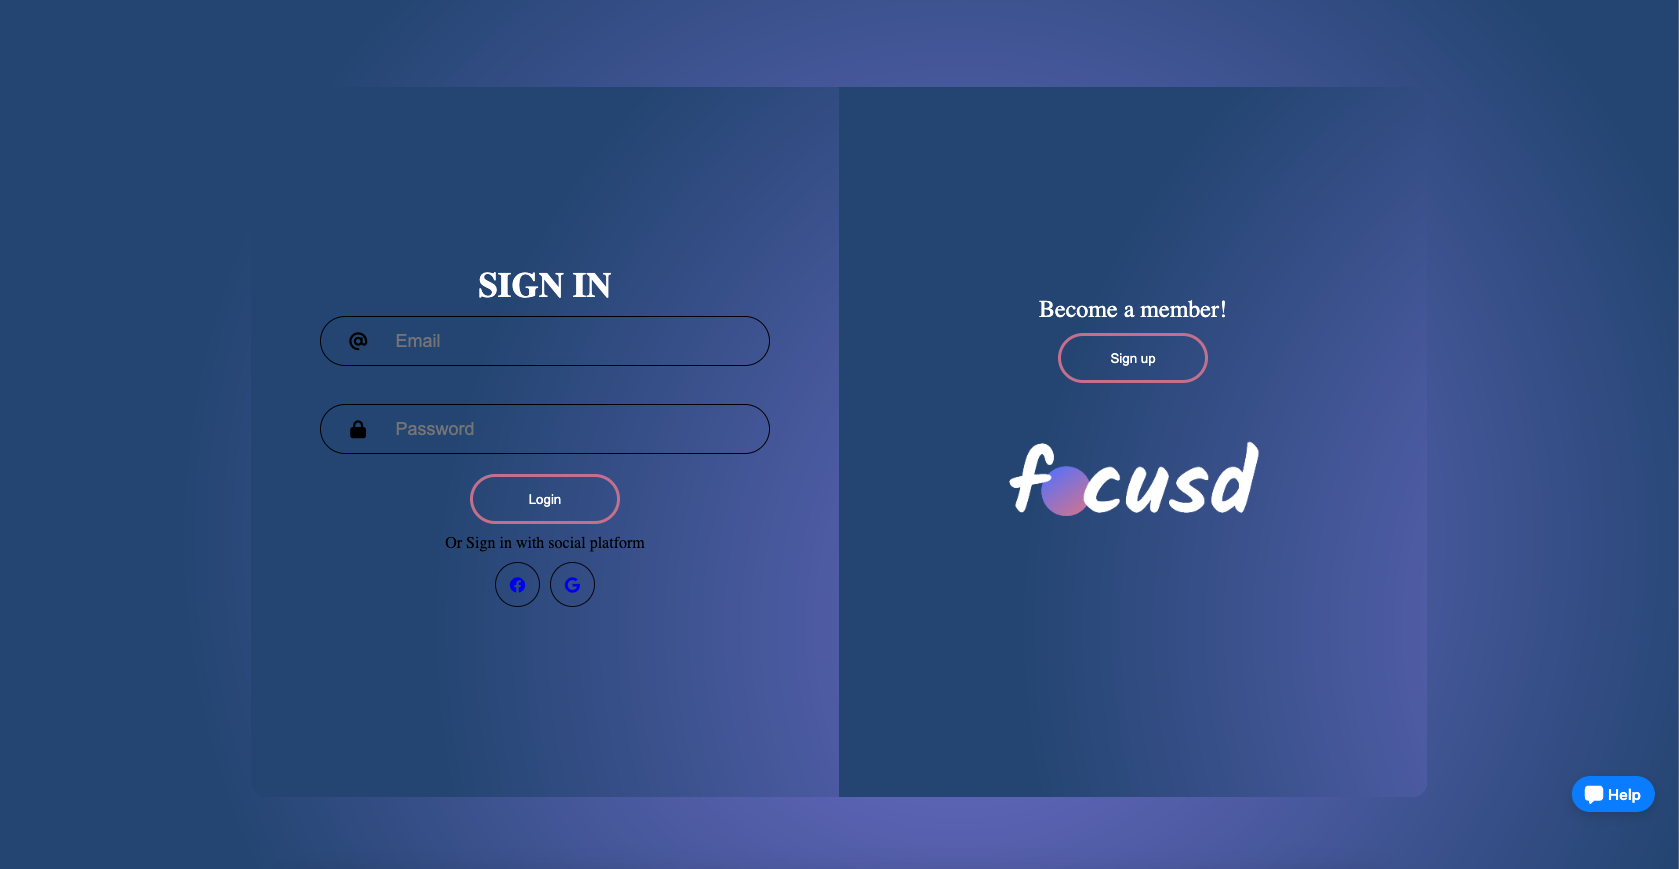 SIGN IN
Email
Password
Login
Or Sign in with social platform
Become a member!
Sign up
focusd
Help